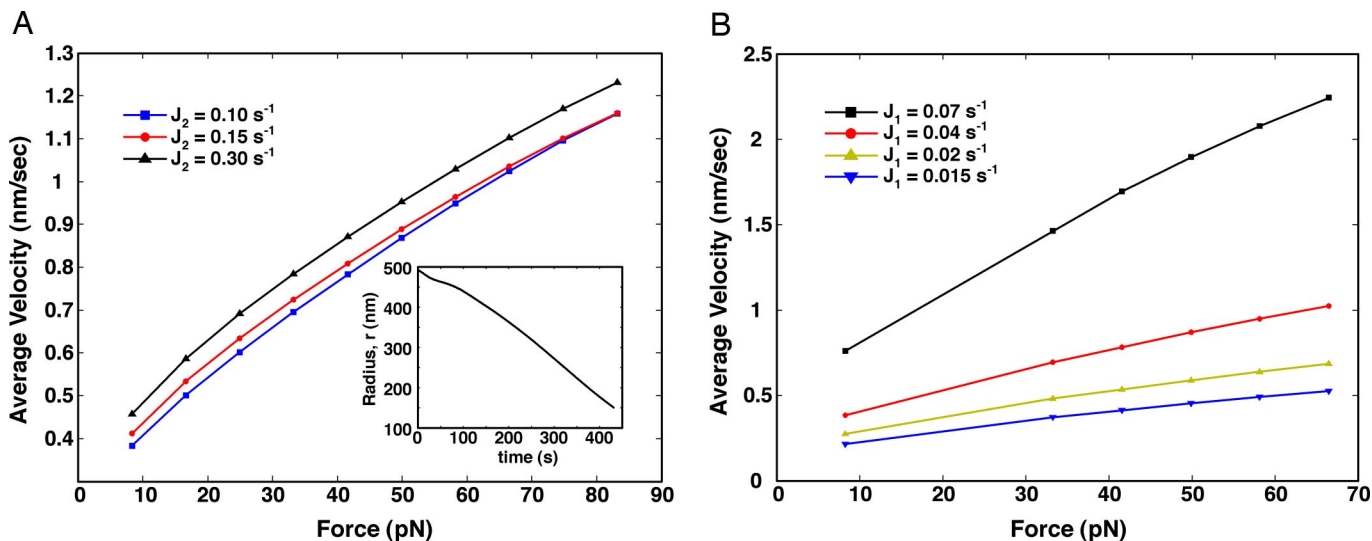 A
1.3
1.2
1.1
1
0.9
0.8
0.7
0.6
0.5
0.4
Average Velocity (nm/sec)
J2 = 0.10 s-1
J2 = 0.15 s-1
J2 = 0.30 s-1
500
400
300
200
100
Radius, r (nm)
0 100 200 300 400
time (s)
0 10 20 30 40 50 60 70 80 90
Force (pN)
B
2.5
2
1.5
1
0.5
0
Average Velocity (nm/sec)
J1 = 0.07 s-1
J1 = 0.04 s-1
J1 = 0.02 s-1
J1 = 0.015 s-1
0 10 20 30 40 50 60 70
Force (pN)